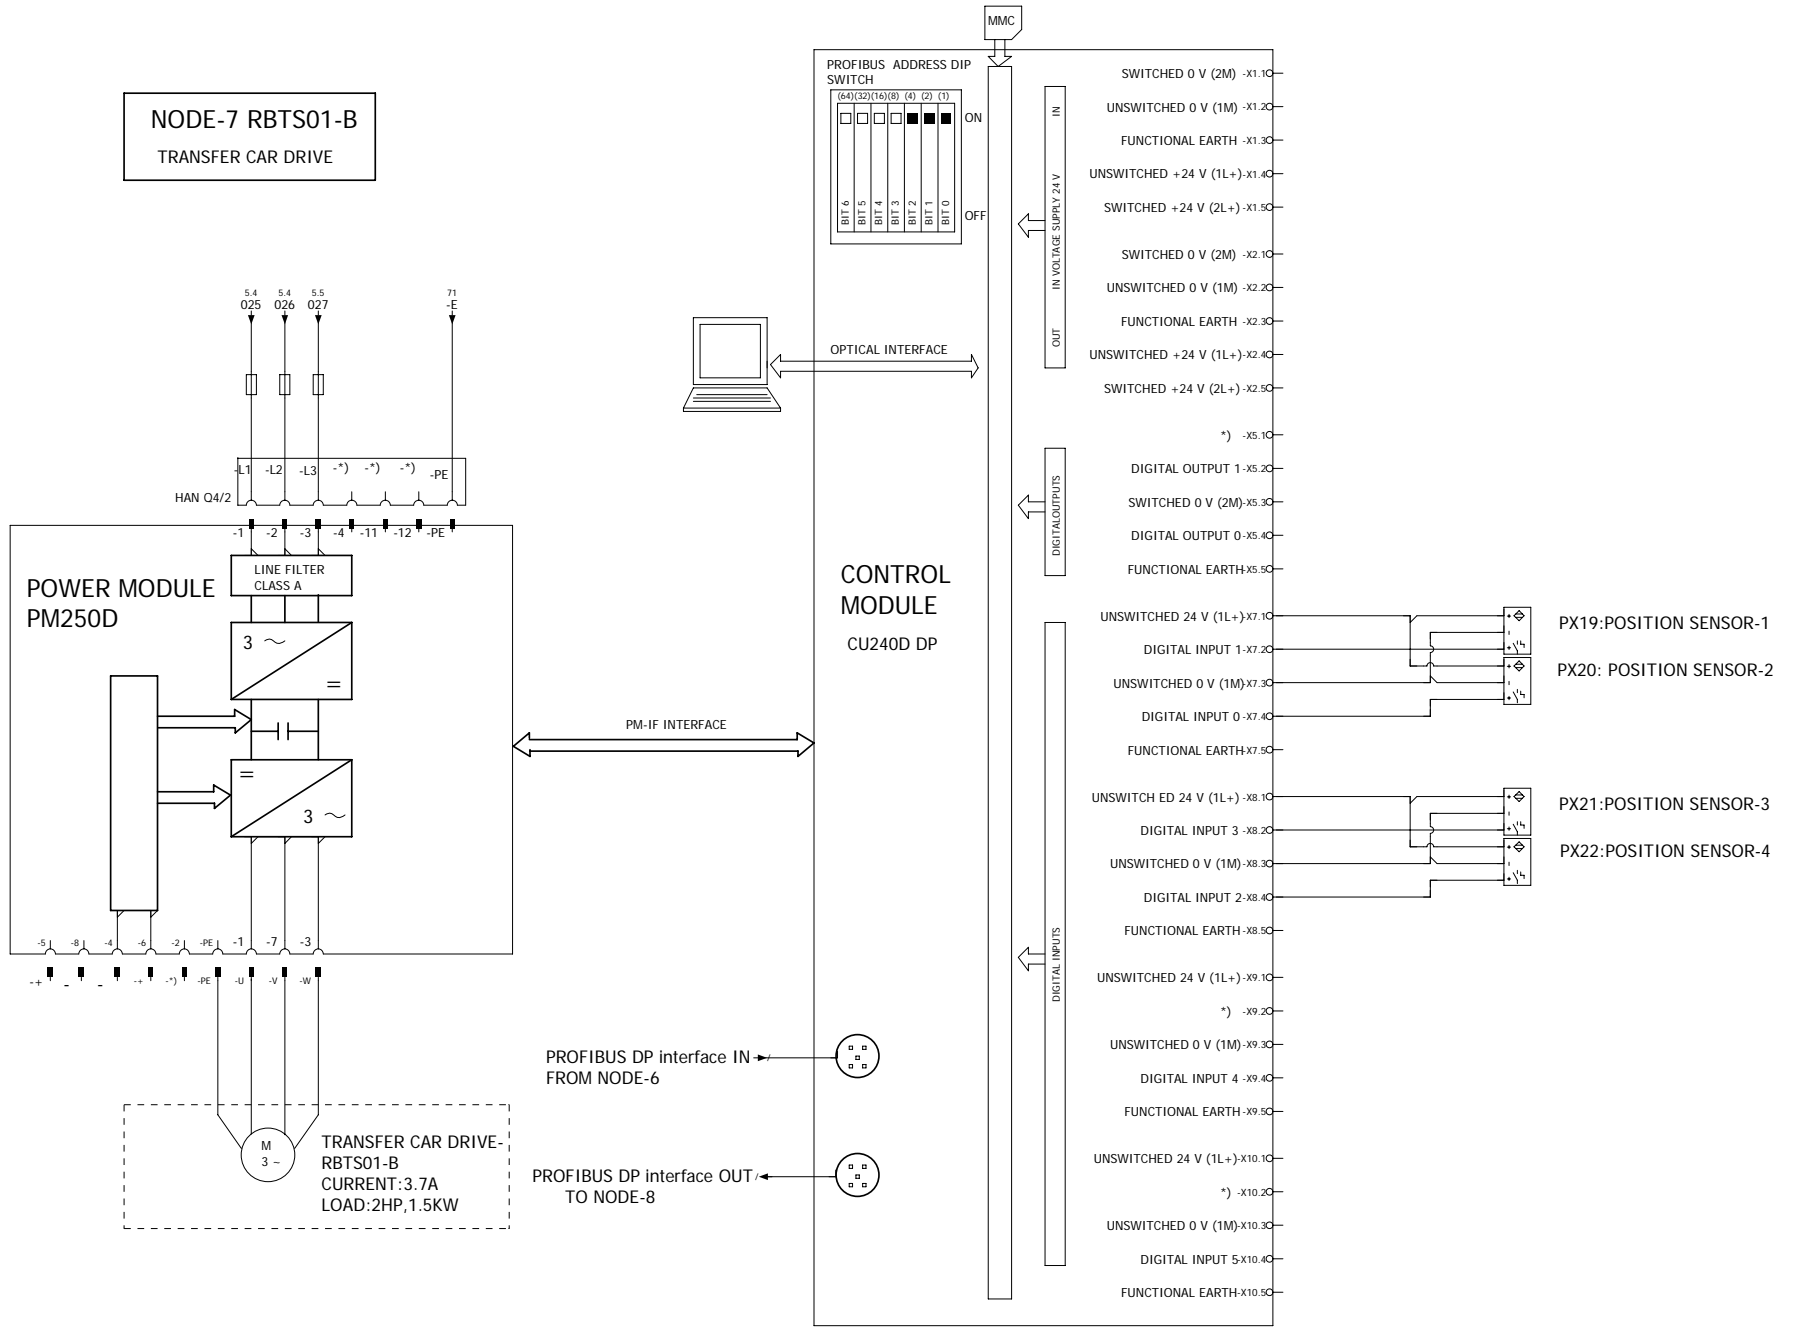 MMC
PROFIBUS ADDRESS DIP
SWITCH
(64)(32)(16)(8) (4) (2) (1)
ON
OFF
BIT 6
BIT 5
BIT 4
BIT 3
BIT 2
BIT 1
BIT 0
NODE-7 RBTS01-B
TRANSFER CAR DRIVE
5.4
025
5.4
026
5.5
027
71
-E
-L1 -L2 -L3 -*) -*) -*) -PE
HAN Q4/2
-1 -2 -3 -4 -11 -12 -PE
LINE FILTER
CLASS A
POWER MODULE
PM250D
3 ~
=
=
3 ~
-5 -8 -4 -6 -2 -PE -1 -7 -3
-+ - - -+ -*) -PE -U -V -W
M
3 ~
TRANSFER CAR DRIVE-
RBTS01-B
CURRENT:3.7A
LOAD:2HP,1.5KW
OPTICAL INTERFACE
PM-IF INTERFACE
CONTROL
MODULE
CU240D DP
PROFIBUS DP interface IN
FROM NODE-6
PROFIBUS DP interface OUT
TO NODE-8
IN
IN VOLTAGE SUPPLY 24 V
OUT
DIGITALOUTPUTS
DIGITAL INPUTS
SWITCHED 0 V (2M) -X1.1
UNSWITCHED 0 V (1M) -X1.2
FUNCTIONAL EARTH -X1.3
UNSWITCHED +24 V (1L+)-X1.4
SWITCHED +24 V (2L+) -X1.5
SWITCHED 0 V (2M) -X2.1
UNSWITCHED 0 V (1M) -X2.2
FUNCTIONAL EARTH -X2.3
UNSWITCHED +24 V (1L+)-X2.4
SWITCHED +24 V (2L+) -X2.5
*) -X5.1
DIGITAL OUTPUT 1-X5.2
SWITCHED 0 V (2M)-X5.3
DIGITAL OUTPUT 0-X5.4
FUNCTIONAL EARTH-X5.5
UNSWITCHED 24 V (1L+)-X7.1
DIGITAL INPUT 1-X7.2
UNSWITCHED 0 V (1M)-X7.3
DIGITAL INPUT 0-X7.4
FUNCTIONAL EARTH-X7.5
UNSWITCH ED 24 V (1L+) -X8.1
DIGITAL INPUT 3 -X8.2
UNSWITCHED 0 V (1M)-X8.3
DIGITAL INPUT 2-X8.4
FUNCTIONAL EARTH -X8.5
UNSWITCHED 24 V (1L+)-X9.1
*) -X9.2
UNSWITCHED 0 V (1M)-X9.3
DIGITAL INPUT 4 -X9.4
FUNCTIONAL EARTH -X9.5
UNSWITCHED 24 V (1L+)-X10.1
*) -X10.2
UNSWITCHED 0 V (1M)-X10.3
DIGITAL INPUT 5-X10.4
FUNCTIONAL EARTH-X10.5
PX19:POSITION SENSOR-1
PX20: POSITION SENSOR-2
PX21:POSITION SENSOR-3
PX22:POSITION SENSOR-4